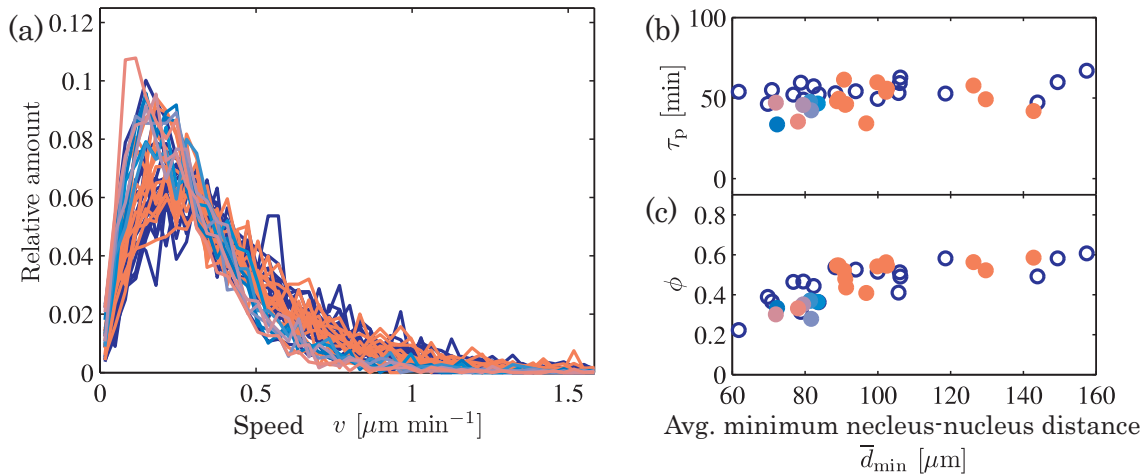 (a)
0.12
0.1
0.08
0.06
0.04
0.02
0
Relative amount
0 0.5 1 1.5
Speed v [μm min⁻¹]
(b)
100
50
0
τp [min]
(c)
0.8
0.6
0.4
0.2
0
ϕ
60 80 100 120 140 160
Avg. minimum necleus-nucleus distance
d̅min [μm]